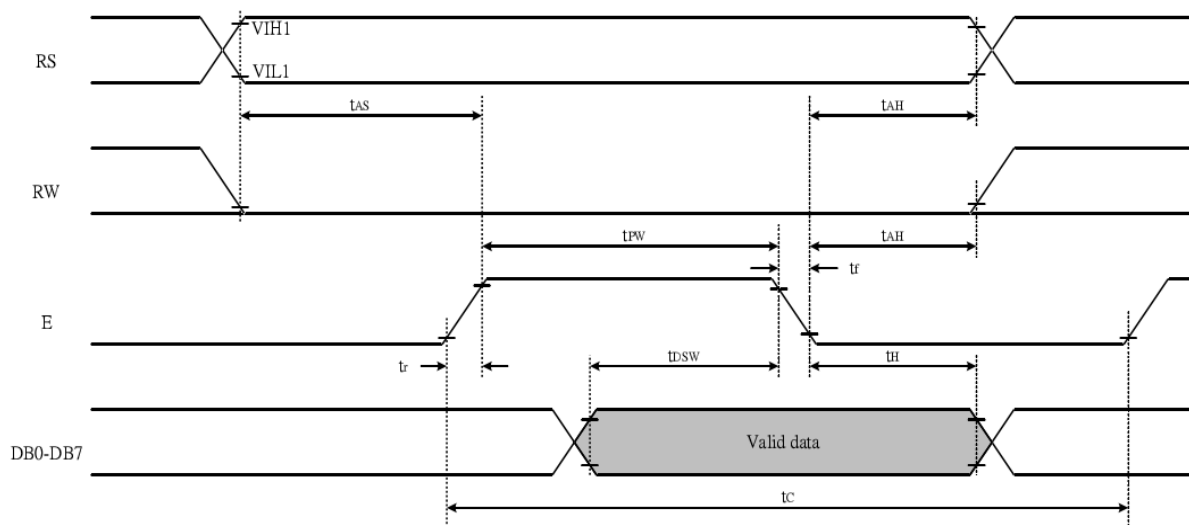 RS
VIH1
VIL1
tAS
tAH
RW
tPW
tAH
tf
E
tr
tDSW
tH
DB0-DB7
Valid data
tC